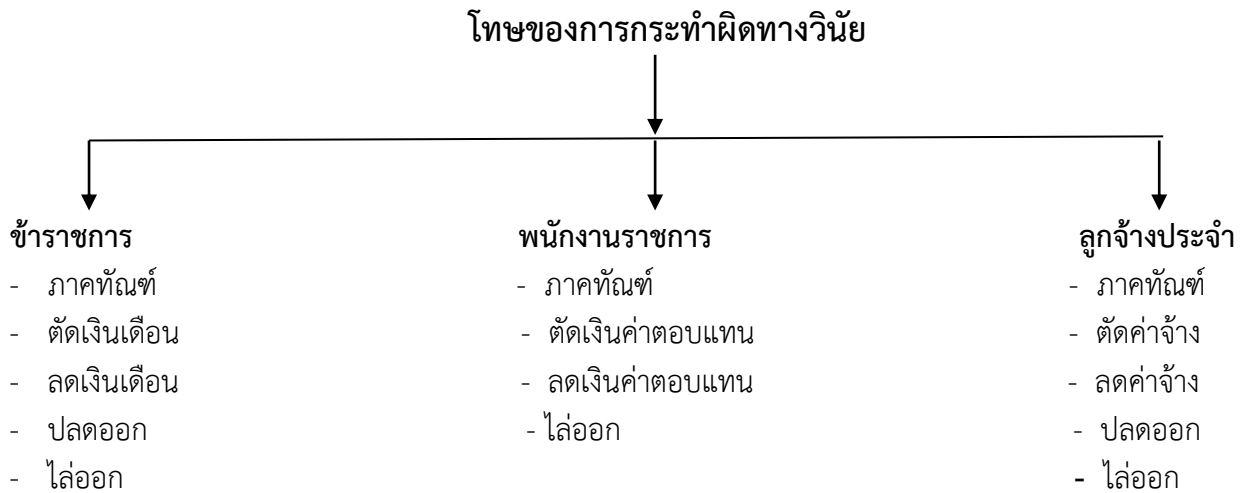 โทษของการกระทำผิดทางวินัย
ข้าราชการ
- ภาคทัณฑ์
- ตัดเงินเดือน
- ลดเงินเดือน
- ปลดออก
- ไล่ออก
พนักงานราชการ
- ภาคทัณฑ์
- ตัดเงินค่าตอบแทน
- ลดเงินค่าตอบแทน
- ไล่ออก
ลูกจ้างประจำ
- ภาคทัณฑ์
- ตัดค่าจ้าง
- ลดค่าจ้าง
- ปลดออก
- ไล่ออก